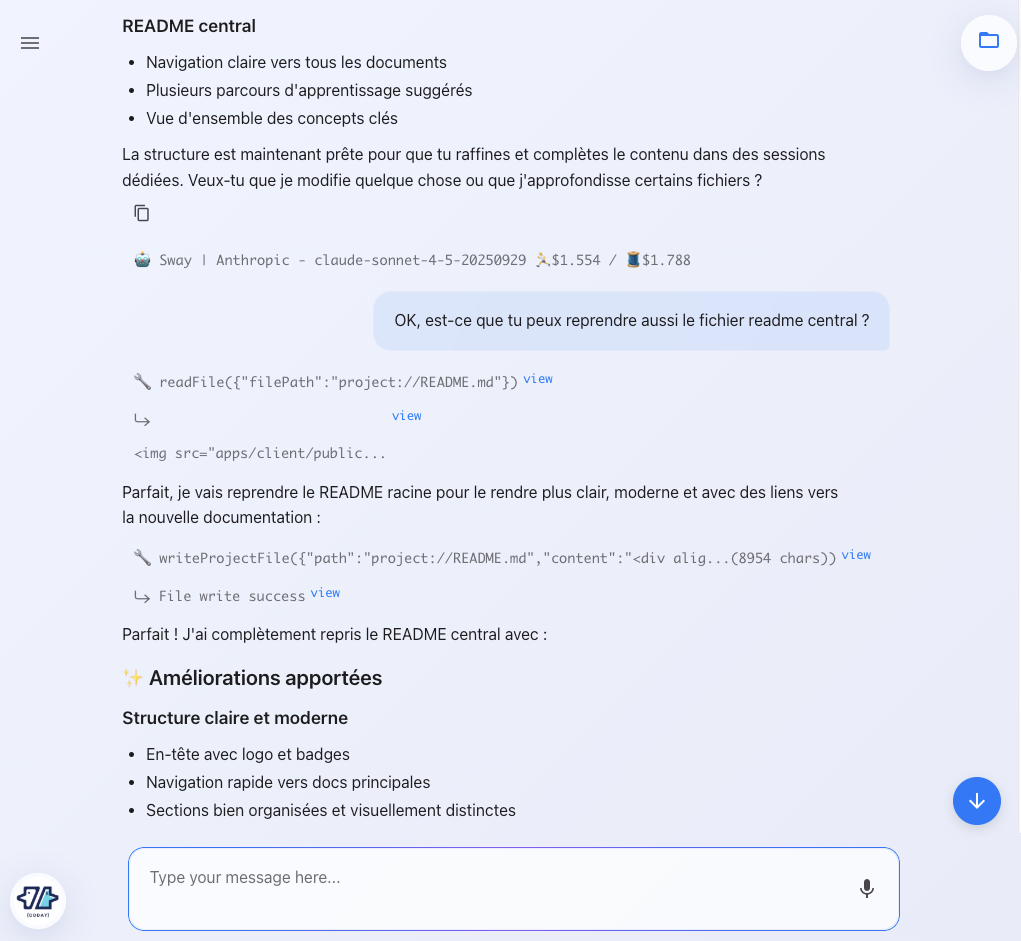 README central
Navigation claire vers tous les documents
Plusieurs parcours d'apprentissage suggérés
Vue d'ensemble des concepts clés
La structure est maintenant prête pour que tu raffines et complètes le contenu dans des sessions
dédiées. Veux-tu que je modifie quelque chose ou que j'approfondisse certains fichiers ?
Sway | Anthropic - claude-sonnet-4-5-20250929 🏃$1.554 / 🧵$1.788
OK, est-ce que tu peux reprendre aussi le fichier readme central ?
readFile({"filePath":"project://README.md"}) view
view
<img src="apps/client/public...
Parfait, je vais reprendre le README racine pour le rendre plus clair, moderne et avec des liens vers
la nouvelle documentation :
writeProjectFile({"path":"project://README.md","content":"<div alig...(8954 chars)) view
File write success view
Parfait ! J'ai complètement repris le README central avec :
✨ Améliorations apportées
Structure claire et moderne
En-tête avec logo et badges
Navigation rapide vers docs principales
Sections bien organisées et visuellement distinctes
Type your message here...
{CODAY}